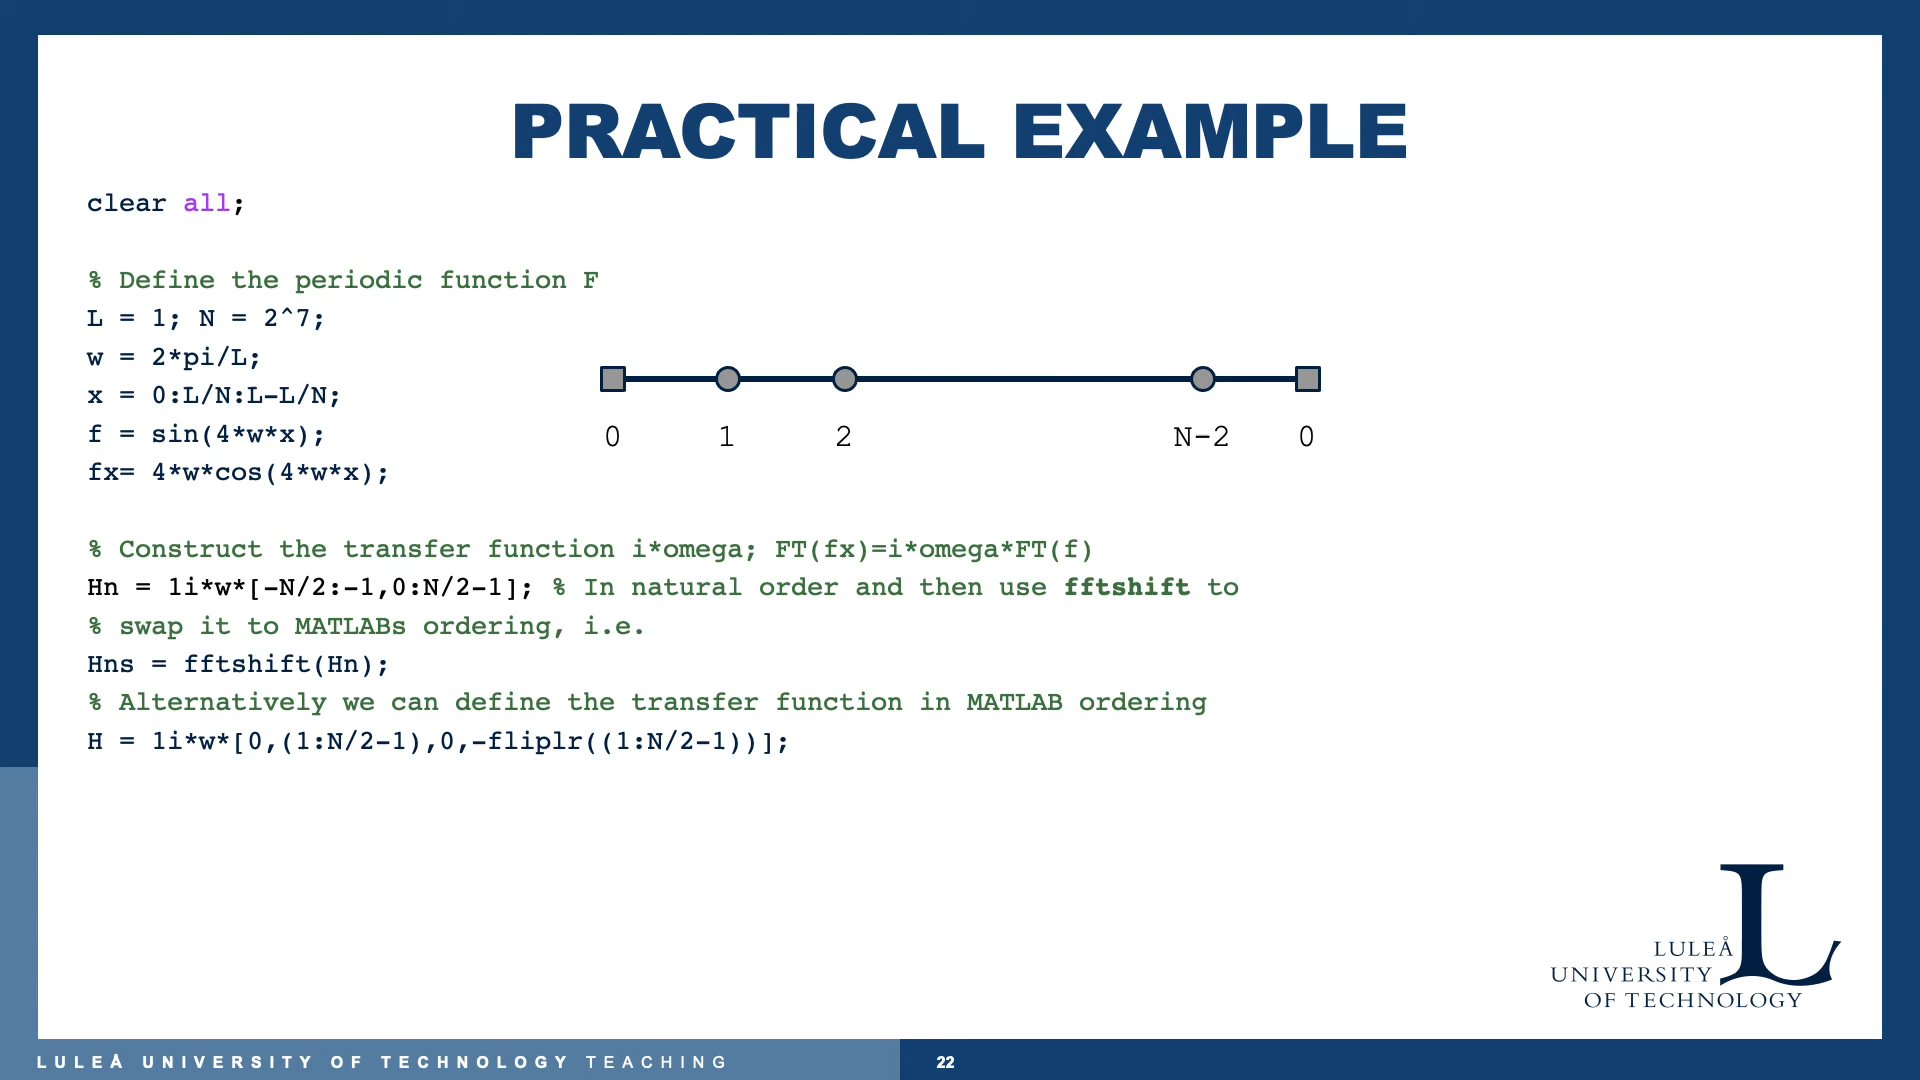 PRACTICAL EXAMPLE
clear all;
% Define the periodic function F
L = 1; N = 2^7;
w = 2*pi/L;
x = 0:L/N:L-L/N;
f = sin(4*w*x);
fx= 4*w*cos(4*w*x);
0 1 2 N-2 0
% Construct the transfer function i*omega; FT(fx)=i*omega*FT(f)
Hn = 1i*w*[-N/2:-1,0:N/2-1]; % In natural order and then use fftshift to
% swap it to MATLABs ordering, i.e.
Hns = fftshift(Hn);
% Alternatively we can define the transfer function in MATLAB ordering
H = 1i*w*[0,(1:N/2-1),0,-fliplr((1:N/2-1))];
L
LULEÅ
UNIVERSITY
OF TECHNOLOGY
LULEÅ UNIVERSITY OF TECHNOLOGY TEACHING
22